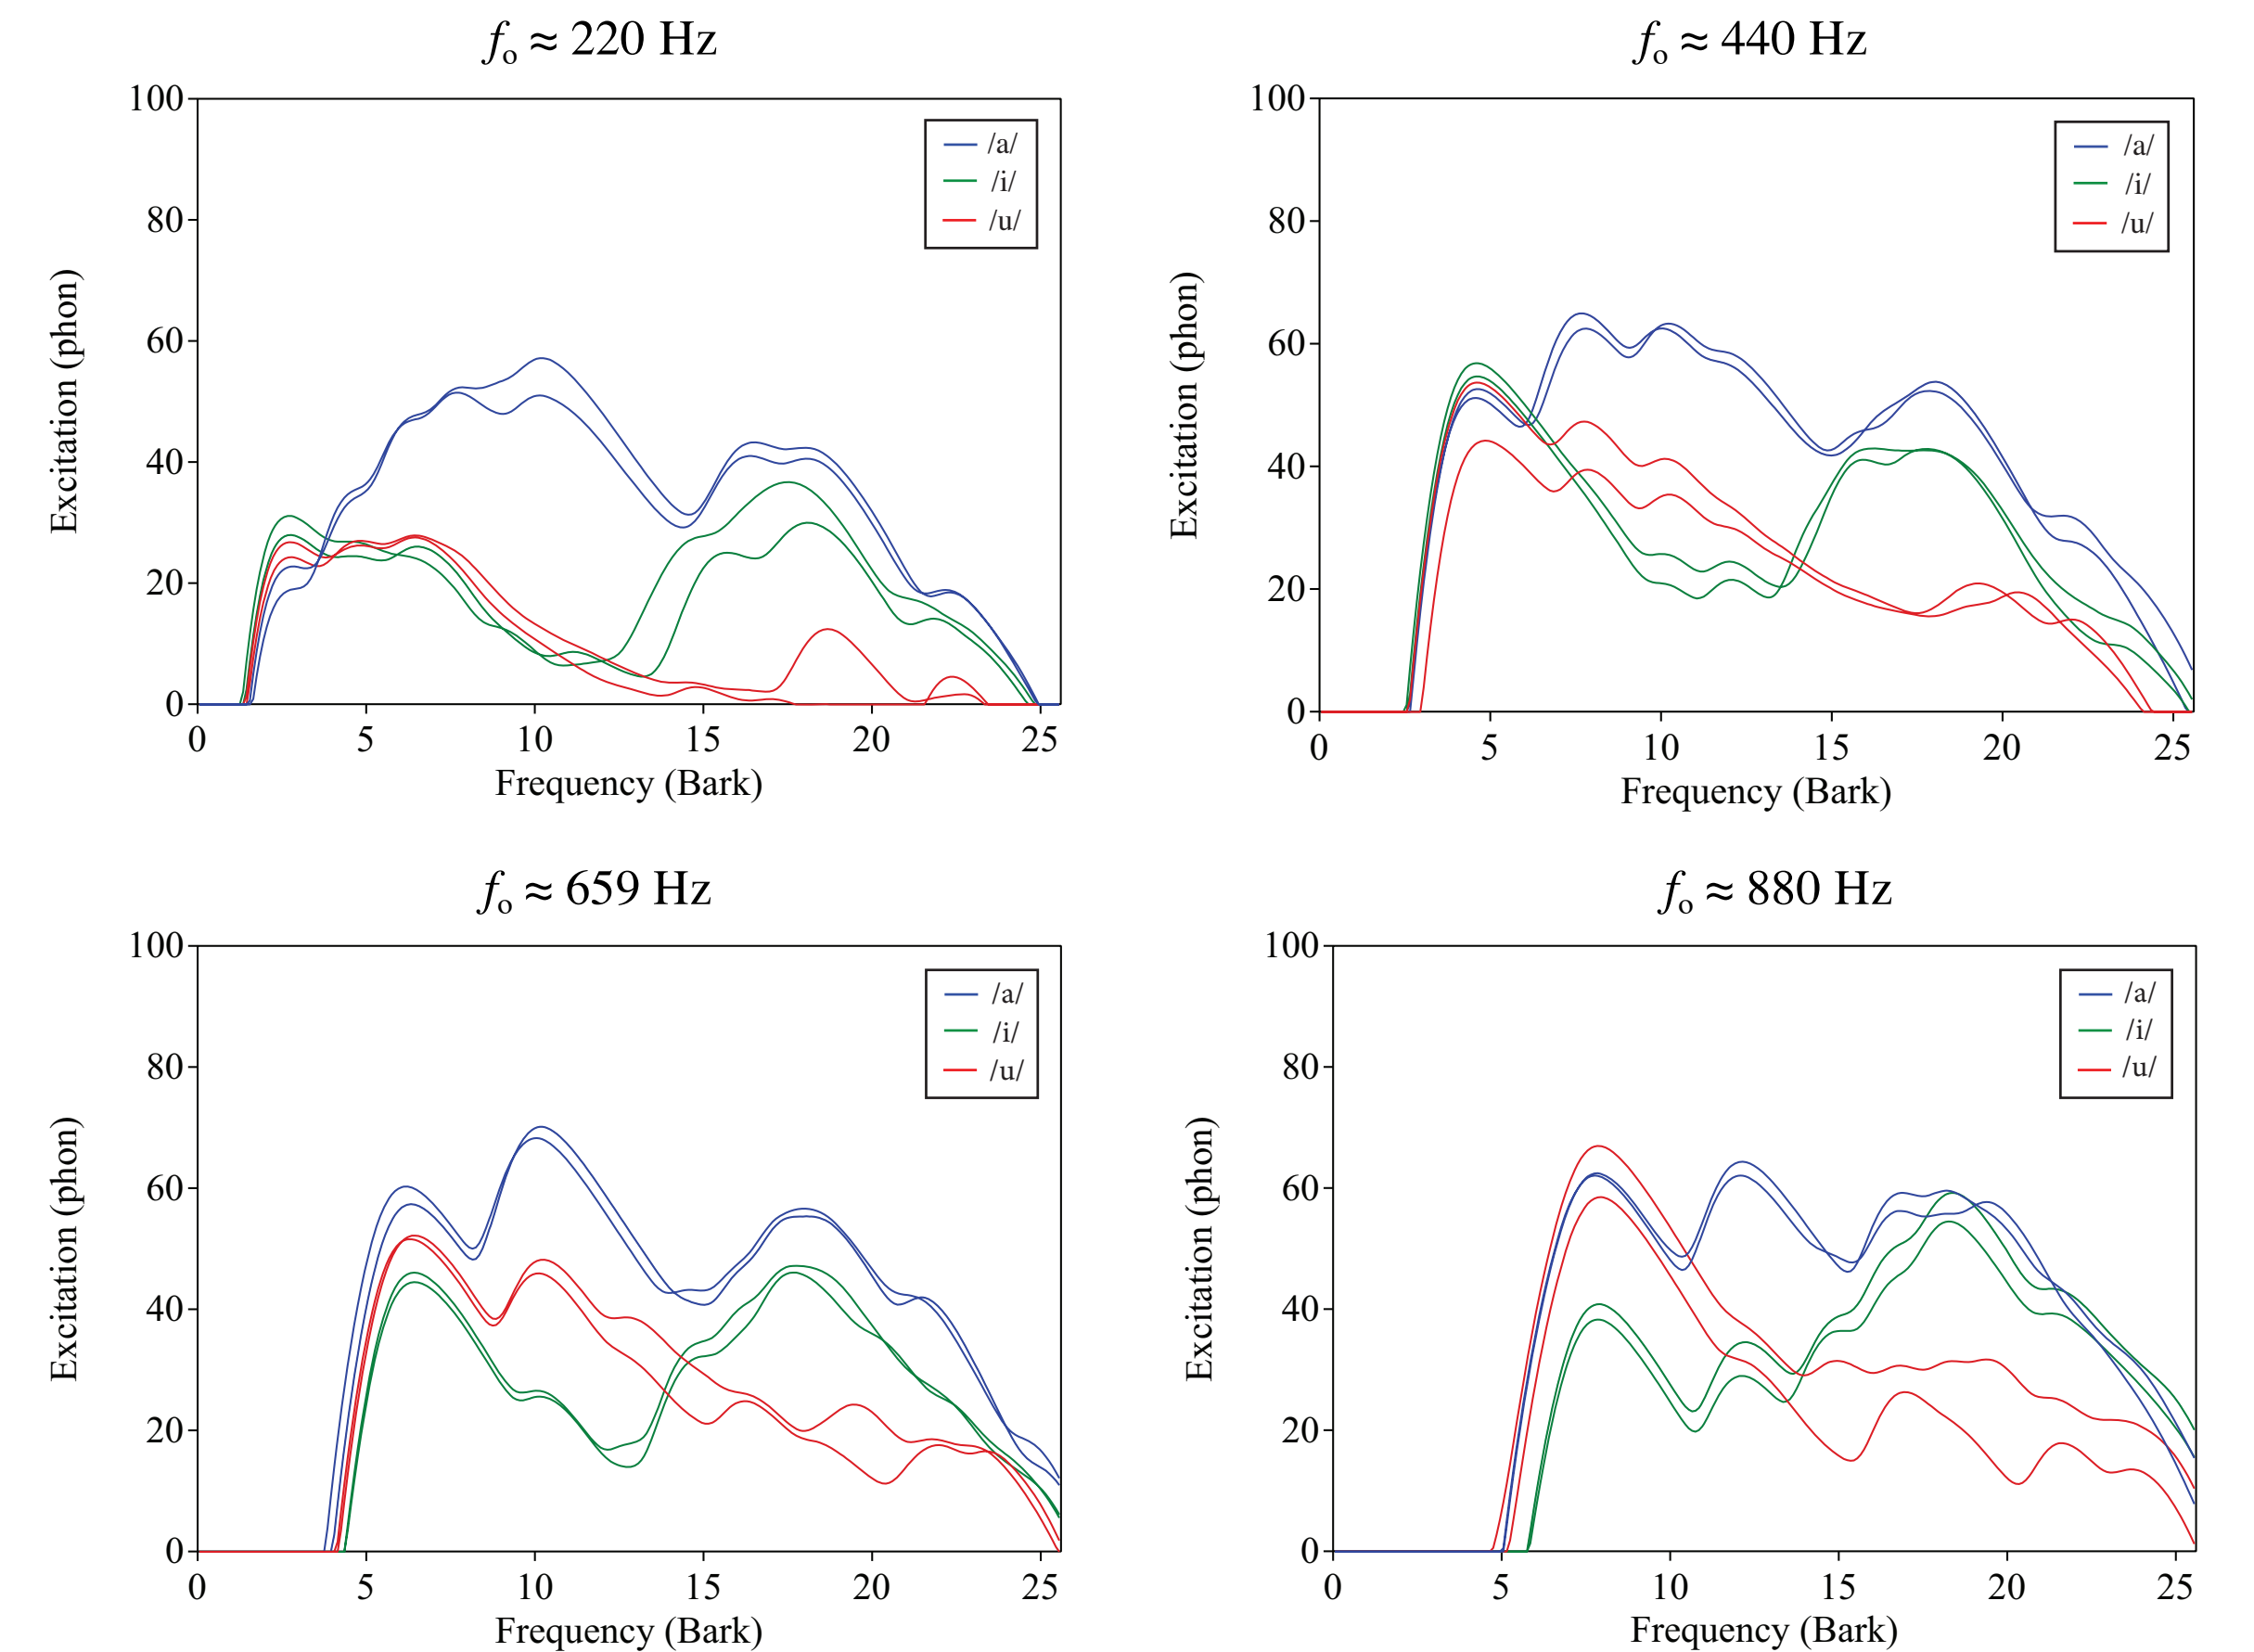 fo ≈ 220 Hz
100
80
60
40
20
0
0 5 10 15 20 25
Excitation (phon)
Frequency (Bark)
/a/
/i/
/u/
fo ≈ 440 Hz
100
80
60
40
20
0
0 5 10 15 20 25
Excitation (phon)
Frequency (Bark)
/a/
/i/
/u/
fo ≈ 659 Hz
100
80
60
40
20
0
0 5 10 15 20 25
Excitation (phon)
Frequency (Bark)
/a/
/i/
/u/
fo ≈ 880 Hz
100
80
60
40
20
0
0 5 10 15 20 25
Excitation (phon)
Frequency (Bark)
/a/
/i/
/u/